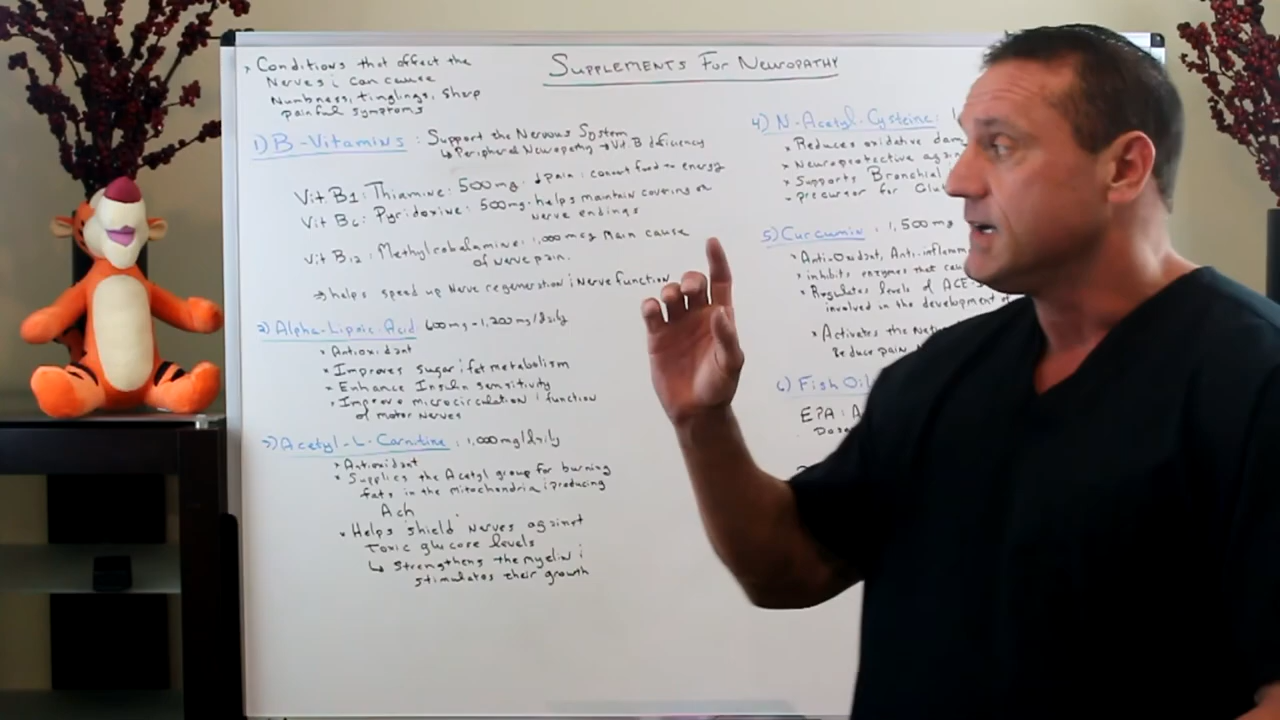 Supplements For Neuropathy
> Conditions that affect the
Nerves & can cause
Numbness, tinglings, sharp
painful symptoms
1) B-Vitamins : Support the Nervous System
↳ Peripheral Neuropathy → Vit. B deficiency
Vit B1: Thiamine: 500mg. ↓Pain: convert food → energy
Vit B6: Pyridoxine: 500mg. helps maintain covering on
Nerve endings
Vit B12: Methylcobalamine: 1,000mcg Main cause
of nerve pain.
⇒ helps speed up Nerve regeneration & Nerve function
2) Alpha-Lipoic-Acid 600mg-1,200mg/daily
* Antioxidant
* Improves sugar & fat metabolism
* Enhance Insulin sensitivity
* Improve microcirculation & function
of motor Nerves
3) Acetyl-L-Carnitine : 1,000mg/daily
* Antioxidant
* Supplies the Acetyl group for burning
fats in the mitochondria & producing
Ach
* Helps 'shield' Nerves against
Toxic glucose levels
↳ Strengthens the myelin &
stimulates their growth
4) N-Acetyl-Cysteine:
* Reduces oxidative dam
* Neuroprotective aga
* Supports Bronchial
* precursor for Glu
5) Curcumin : 1,500mg
* Anti-Oxidant, Anti-inflamm
* inhibits enzymes that cau
* Regulates levels of ACE-
involved in the development of
* Activates the
Reduce pain
6) Fish Oil
EPA: A
Dosag